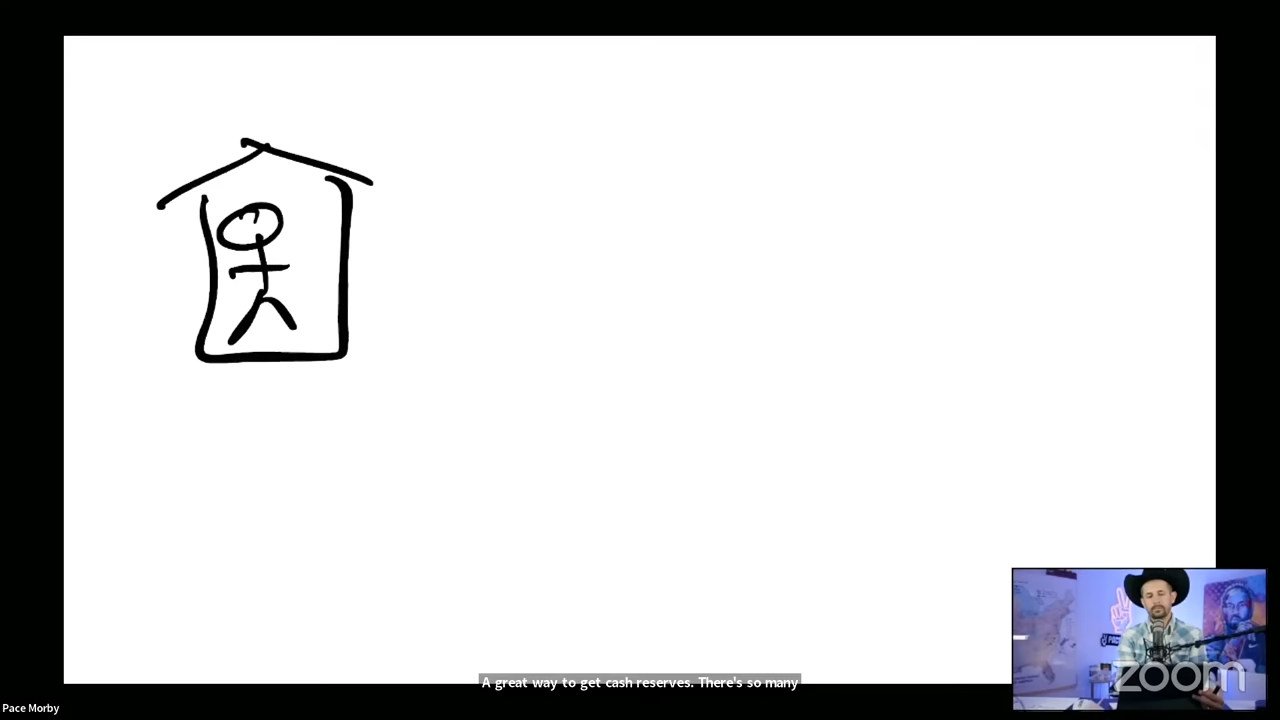 A great way to get cash reserves. There's so many
zoom
Pace Morby